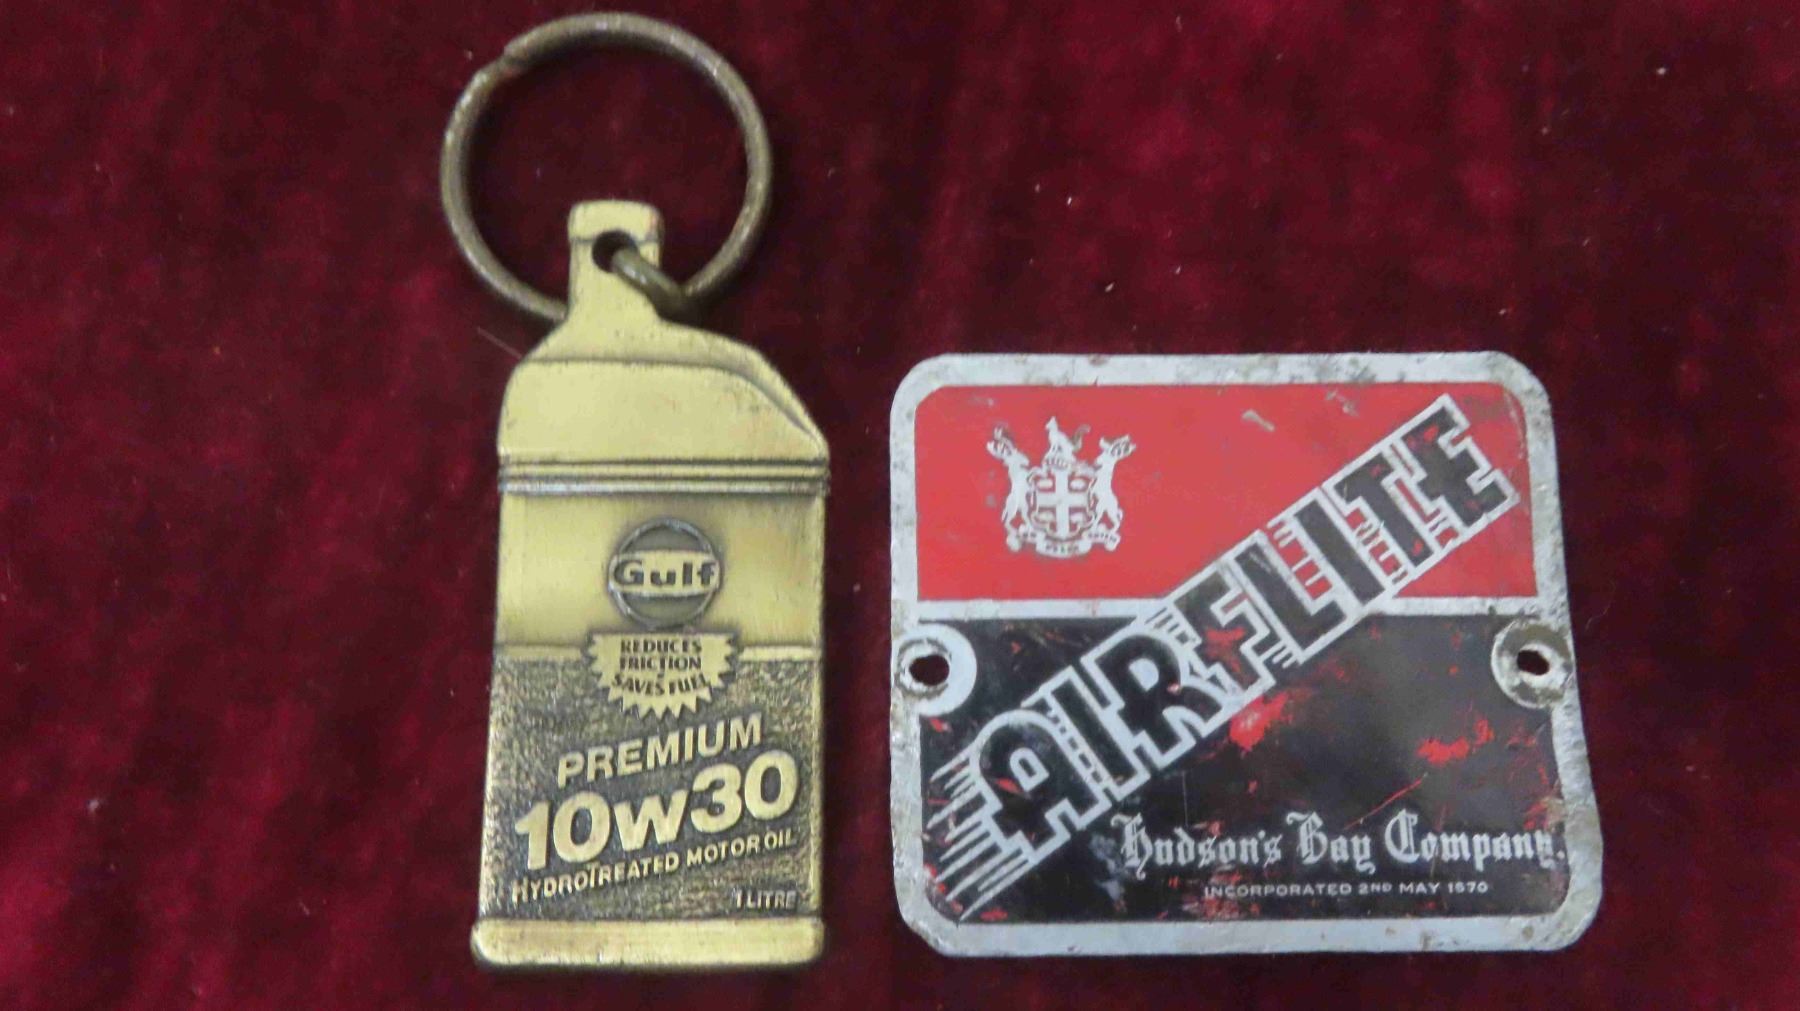 Gulf
REDUCES
FRICTION
&
SAVES FUEL
PREMIUM
10w30
HYDROTREATED MOTOR OIL
1 LITRE
AIRFLITE
Hudson's Bay Company.
INCORPORATED 2ND MAY 1670